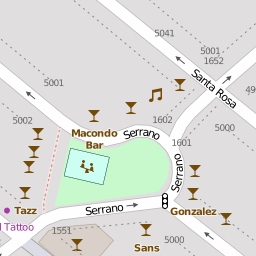 5041
5001
1652
Santa Rosa
490
5001
5002
1602
Macondo
Bar
Serrano
5000
1601
Serrano
Serrano
Tazz
Gonzalez
Tattoo
1551
Sans
5000